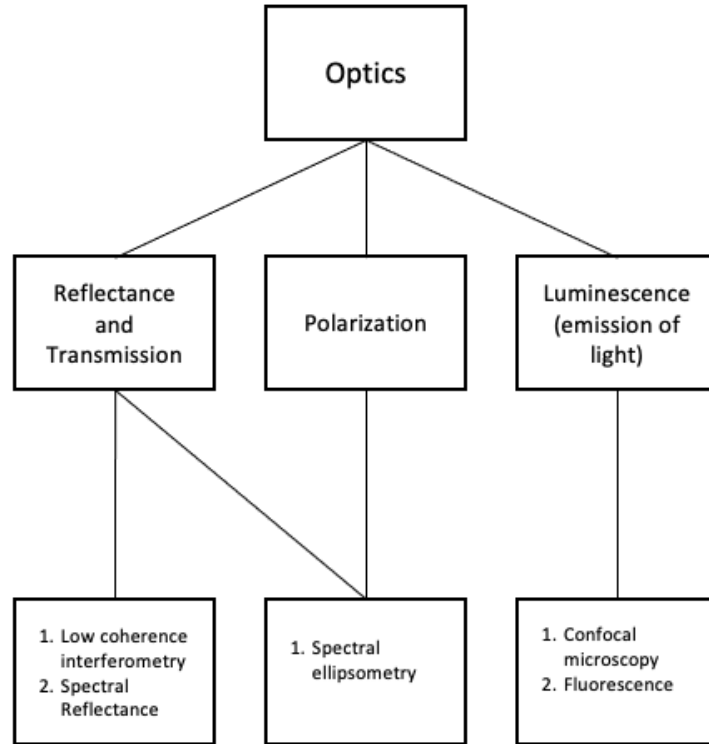 Optics
Reflectance
and
Transmission
Polarization
Luminescence
(emission of
light)
1. Low coherence
interferometry
2. Spectral
Reflectance
1. Spectral
ellipsometry
1. Confocal
microscopy
2. Fluorescence